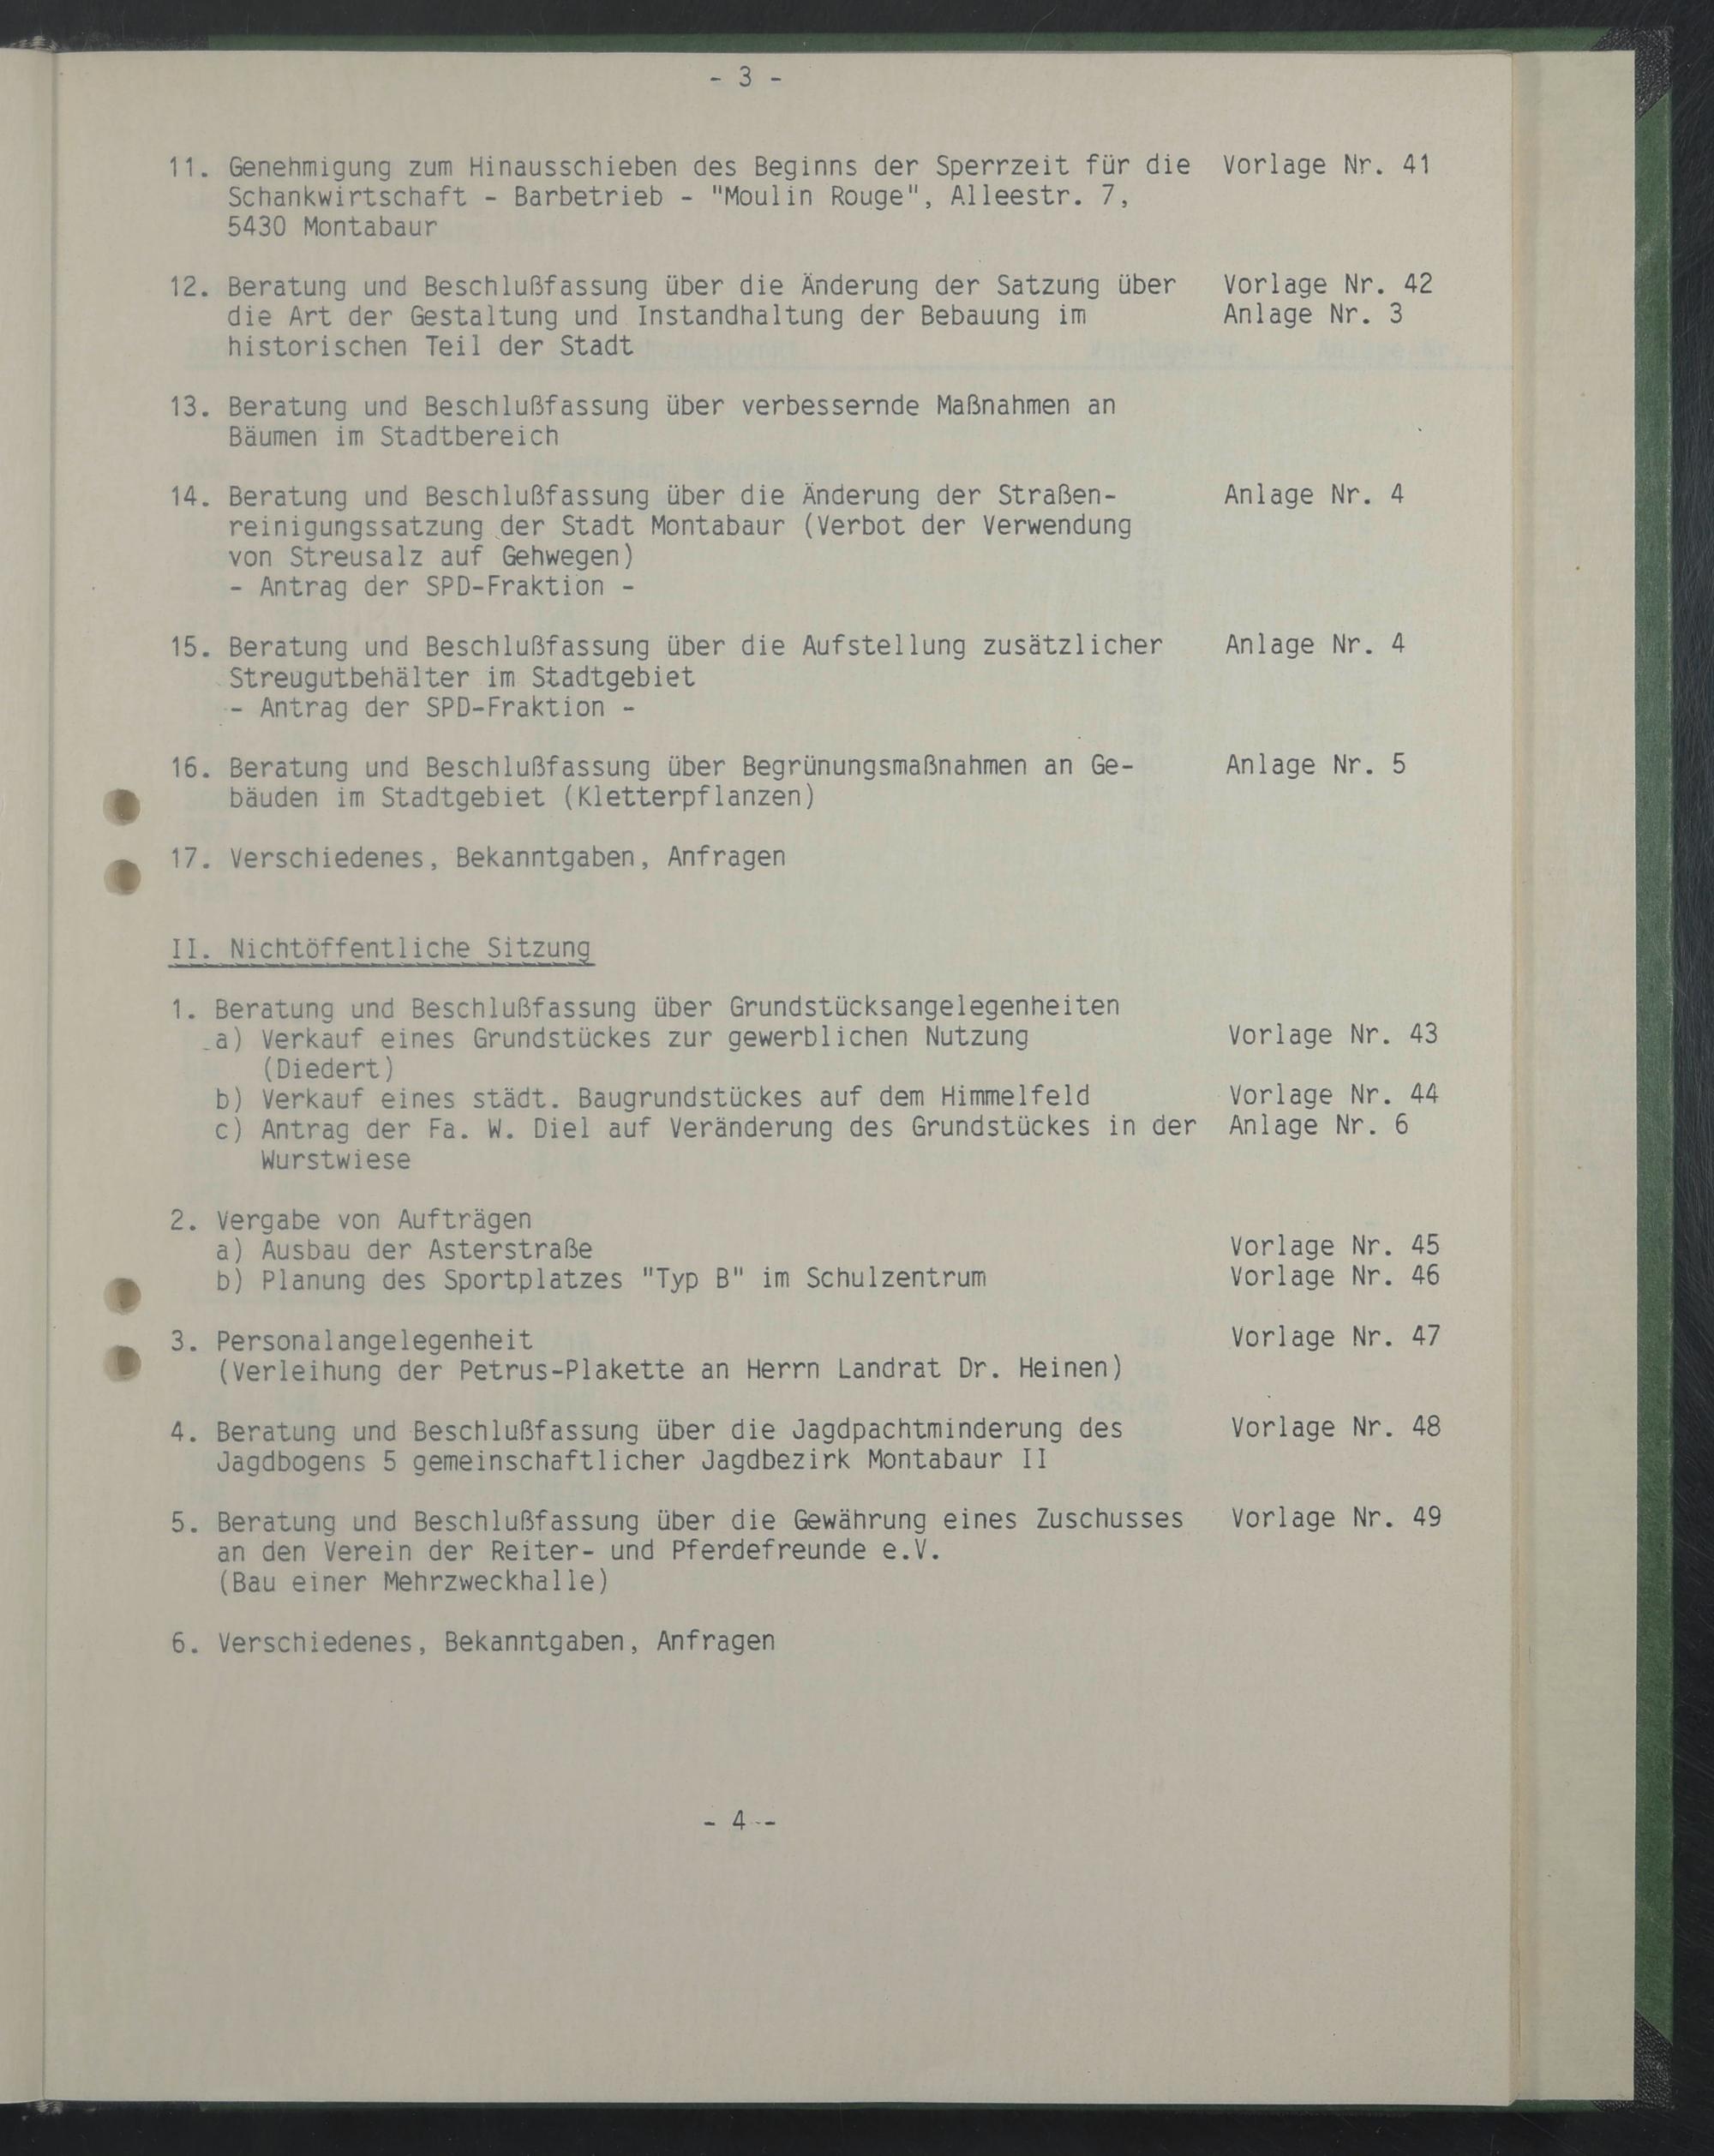 - 3 -
11. Genehmigung zum Hinausschieben des Beginns der Sperrzeit für die Vorlage Nr. 41
Schankwirtschaft - Barbetrieb - "Moulin Rouge", Alleestr. 7,
5430 Montabaur
12. Beratung und Beschlußfassung über die Änderung der Satzung über Vorlage Nr. 42
die Art der Gestaltung und Instandhaltung der Bebauung im Anlage Nr. 3
historischen Teil der Stadt
13. Beratung und Beschlußfassung über verbessernde Maßnahmen an
Bäumen im Stadtbereich
14. Beratung und Beschlußfassung über die Änderung der Straßen- Anlage Nr. 4
reinigungssatzung der Stadt Montabaur (Verbot der Verwendung
von Streusalz auf Gehwegen)
- Antrag der SPD-Fraktion -
15. Beratung und Beschlußfassung über die Aufstellung zusätzlicher Anlage Nr. 4
Streugutbehälter im Stadtgebiet
- Antrag der SPD-Fraktion -
16. Beratung und Beschlußfassung über Begrünungsmaßnahmen an Ge- Anlage Nr. 5
bäuden im Stadtgebiet (Kletterpflanzen)
17. Verschiedenes, Bekanntgaben, Anfragen
II. Nichtöffentliche Sitzung
1. Beratung und Beschlußfassung über Grundstücksangelegenheiten
a) Verkauf eines Grundstückes zur gewerblichen Nutzung Vorlage Nr. 43
(Diedert)
b) Verkauf eines städt. Baugrundstückes auf dem Himmelfeld Vorlage Nr. 44
c) Antrag der Fa. W. Diel auf Veränderung des Grundstückes in der Anlage Nr. 6
Wurstwiese
2. Vergabe von Aufträgen
a) Ausbau der Asterstraße Vorlage Nr. 45
b) Planung des Sportplatzes "Typ B" im Schulzentrum Vorlage Nr. 46
3. Personalangelegenheit Vorlage Nr. 47
(Verleihung der Petrus-Plakette an Herrn Landrat Dr. Heinen)
4. Beratung und Beschlußfassung über die Jagdpachtminderung des Vorlage Nr. 48
Jagdbogens 5 gemeinschaftlicher Jagdbezirk Montabaur II
5. Beratung und Beschlußfassung über die Gewährung eines Zuschusses Vorlage Nr. 49
an den Verein der Reiter- und Pferdefreunde e.V.
(Bau einer Mehrzweckhalle)
6. Verschiedenes, Bekanntgaben, Anfragen
- 4 -